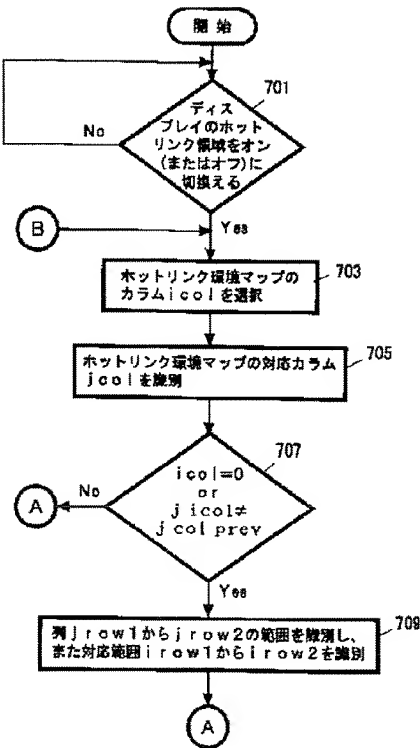 開始
701
ディス
プレイのホット
リンク領域をオン
(またはオフ)に
切換える
No
Yes
B
ホットリンク環境マップの
カラムicolを選択
703
ホットリンク環境マップの対応カラム
jcolを識別
705
707
icol=0
or
jicol≠
jcol prev
No
A
Yes
709
列jrow1からjrow2の範囲を識別し、
また対応範囲irow1からirow2を識別
A